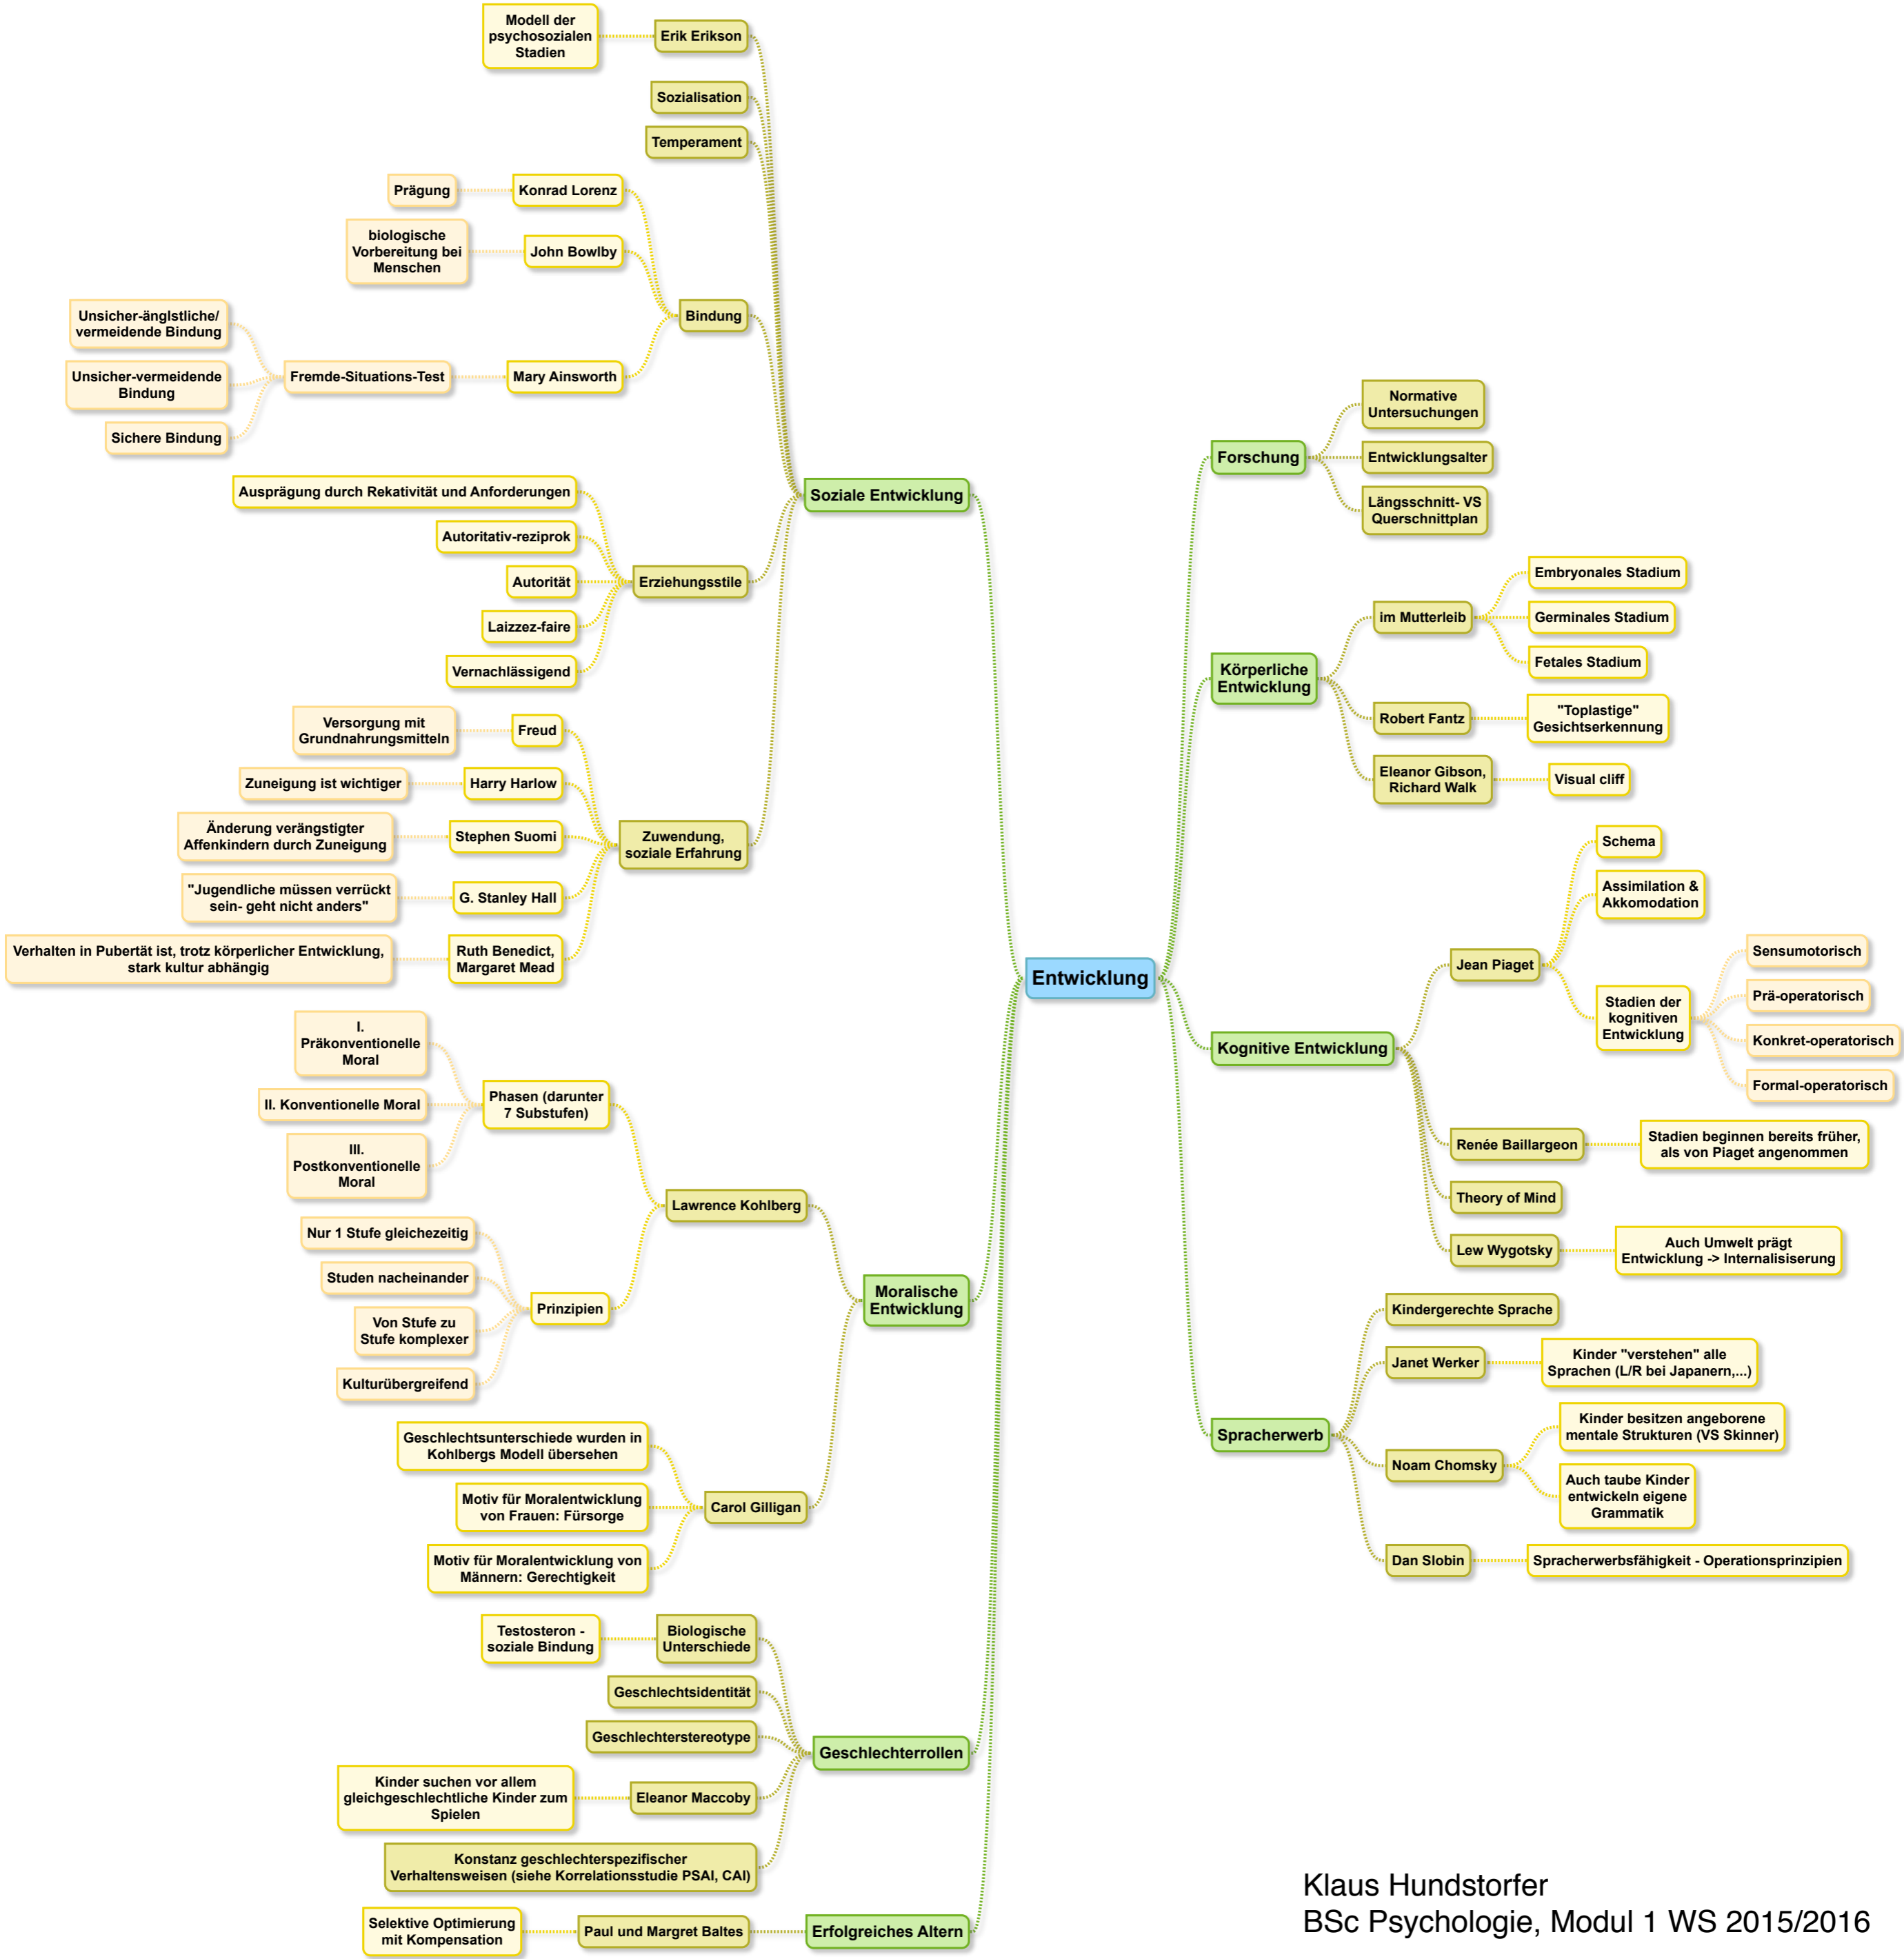 Entwicklung
Soziale Entwicklung
Erik Erikson
Modell der
psychosozialen
Stadien
Sozialisation
Temperament
Bindung
Konrad Lorenz
Prägung
John Bowlby
biologische
Vorbereitung bei
Menschen
Mary Ainsworth
Fremde-Situations-Test
Unsicher-änglstliche/
vermeidende Bindung
Unsicher-vermeidende
Bindung
Sichere Bindung
Erziehungsstile
Ausprägung durch Rekativität und Anforderungen
Autoritativ-reziprok
Autorität
Laizzez-faire
Vernachlässigend
Zuwendung,
soziale Erfahrung
Freud
Versorgung mit
Grundnahrungsmitteln
Harry Harlow
Zuneigung ist wichtiger
Stephen Suomi
Änderung verängstigter
Affenkindern durch Zuneigung
G. Stanley Hall
"Jugendliche müssen verrückt
sein- geht nicht anders"
Ruth Benedict,
Margaret Mead
Verhalten in Pubertät ist, trotz körperlicher Entwicklung,
stark kultur abhängig
Moralische
Entwicklung
Lawrence Kohlberg
Phasen (darunter
7 Substufen)
I.
Präkonventionelle
Moral
II. Konventionelle Moral
III.
Postkonventionelle
Moral
Prinzipien
Nur 1 Stufe gleichezeitig
Studen nacheinander
Von Stufe zu
Stufe komplexer
Kulturübergreifend
Carol Gilligan
Geschlechtsunterschiede wurden in
Kohlbergs Modell übersehen
Motiv für Moralentwicklung
von Frauen: Fürsorge
Motiv für Moralentwicklung von
Männern: Gerechtigkeit
Geschlechterrollen
Biologische
Unterschiede
Testosteron -
soziale Bindung
Geschlechtsidentität
Geschlechterstereotype
Eleanor Maccoby
Kinder suchen vor allem
gleichgeschlechtliche Kinder zum
Spielen
Konstanz geschlechterspezifischer
Verhaltensweisen (siehe Korrelationsstudie PSAI, CAI)
Erfolgreiches Altern
Paul und Margret Baltes
Selektive Optimierung
mit Kompensation
Forschung
Normative
Untersuchungen
Entwicklungsalter
Längsschnitt- VS
Querschnittplan
Körperliche
Entwicklung
im Mutterleib
Embryonales Stadium
Germinales Stadium
Fetales Stadium
Robert Fantz
"Toplastige"
Gesichtserkennung
Eleanor Gibson,
Richard Walk
Visual cliff
Kognitive Entwicklung
Jean Piaget
Schema
Assimilation &
Akkomodation
Stadien der
kognitiven
Entwicklung
Sensumotorisch
Prä-operatorisch
Konkret-operatorisch
Formal-operatorisch
Renée Baillargeon
Stadien beginnen bereits früher,
als von Piaget angenommen
Theory of Mind
Lew Wygotsky
Auch Umwelt prägt
Entwicklung -> Internalisiserung
Spracherwerb
Kindergerechte Sprache
Janet Werker
Kinder "verstehen" alle
Sprachen (L/R bei Japanern,...)
Noam Chomsky
Kinder besitzen angeborene
mentale Strukturen (VS Skinner)
Auch taube Kinder
entwickeln eigene
Grammatik
Dan Slobin
Spracherwerbsfähigkeit - Operationsprinzipien
Klaus Hundstorfer
BSc Psychologie, Modul 1 WS 2015/2016